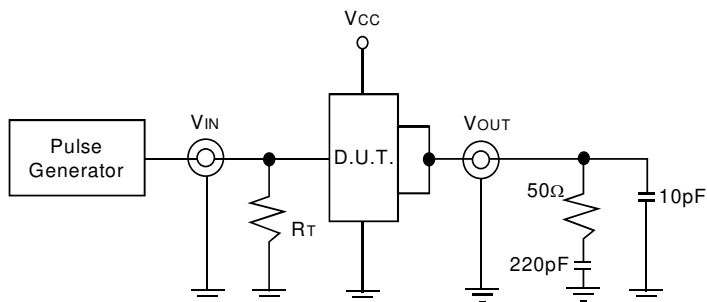 VCC
VIN
VOUT
Pulse
Generator
D.U.T.
RT
50Ω
10pF
220pF